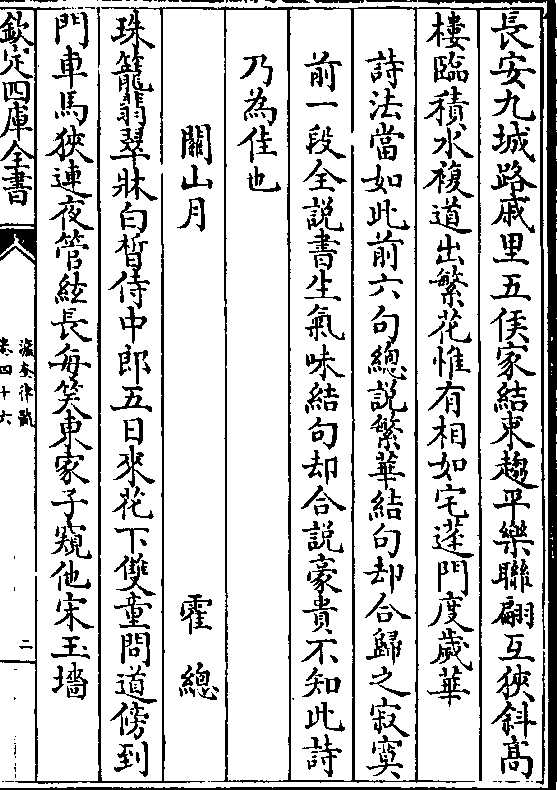 長安九城路戚里五侯家結束趨平樂聯翩互狹斜髙
樓臨積水複道出繁花惟有相如宅蓬門度歲華
詩法當如此前六句總説繁華結句却合歸之寂寞
前一段全説書生氣味結句却合説豪貴不知此詩
乃為佳也
關山月　霍總
珠籠翡翠牀白皙侍中郎五日來花下雙童問道傍到
門車馬狹連夜管絃長每笑東家子窺他宋玉墻
欽定四庫全書
瀛奎律髓
卷四十六
二